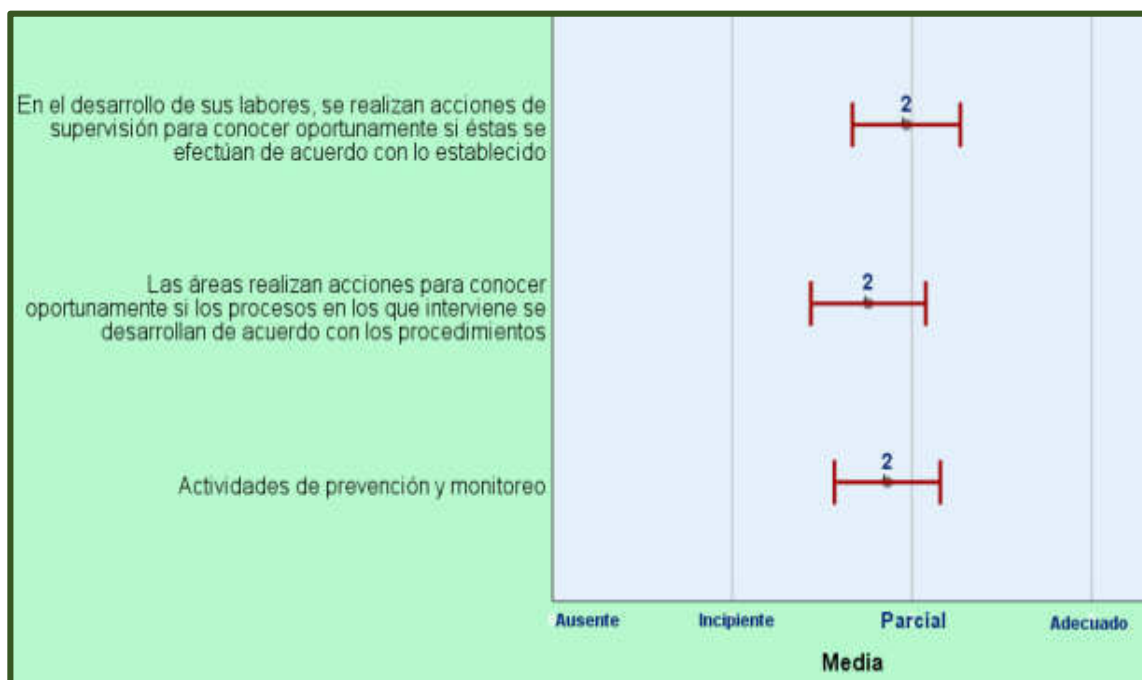 En el desarrollo de sus labores, se realizan acciones de
supervisión para conocer oportunamente si éstas se
efectúan de acuerdo con lo establecido
2
Las áreas realizan acciones para conocer
oportunamente si los procesos en los que interviene se
desarrollan de acuerdo con los procedimientos
2
Actividades de prevención y monitoreo
2
Ausente Incipiente Parcial Adecuado
Media